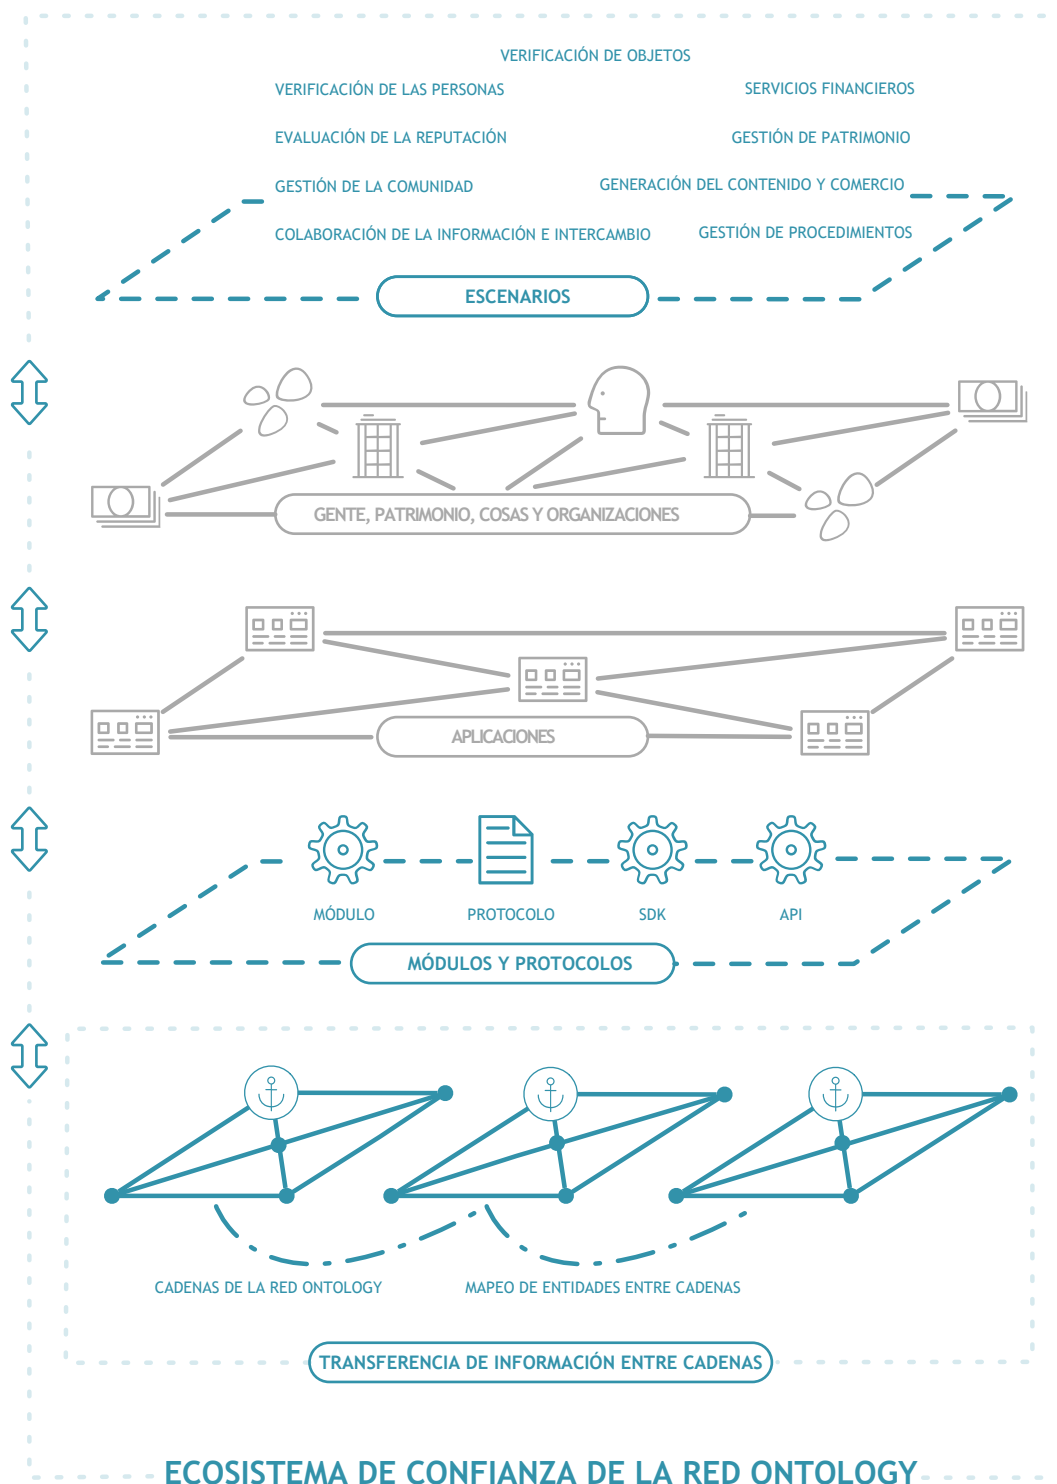 VERIFICACIÓN DE OBJETOS
VERIFICACIÓN DE LAS PERSONAS
SERVICIOS FINANCIEROS
EVALUACIÓN DE LA REPUTACIÓN
GESTIÓN DE PATRIMONIO
GESTIÓN DE LA COMUNIDAD
GENERACIÓN DEL CONTENIDO Y COMERCIO
COLABORACIÓN DE LA INFORMACIÓN E INTERCAMBIO
GESTIÓN DE PROCEDIMIENTOS
ESCENARIOS
GENTE, PATRIMONIO, COSAS Y ORGANIZACIONES
APLICACIONES
MÓDULO
PROTOCOLO
SDK
API
MÓDULOS Y PROTOCOLOS
CADENAS DE LA RED ONTOLOGY
MAPEO DE ENTIDADES ENTRE CADENAS
TRANSFERENCIA DE INFORMACIÓN ENTRE CADENAS
ECOSISTEMA DE CONFIANZA DE LA RED ONTOLOGY